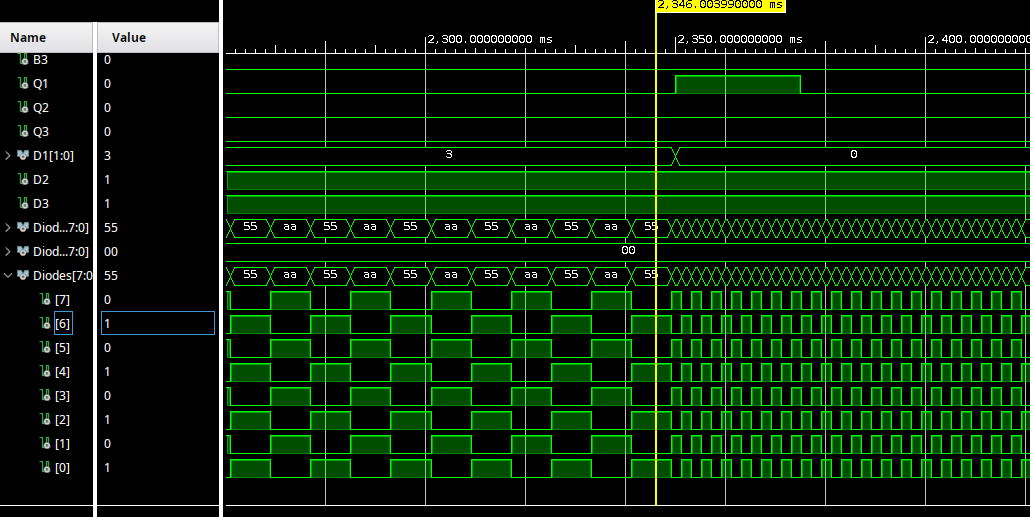 2,346.003990000 ms
Name Value
2,300.000000000 ms 2,350.000000000 ms 2,400.000000000
B3 0
Q1 0
Q2 0
Q3 0
D1[1:0] 3 3 0
D2 1
D3 1
Diod...7:0] 55 55 aa 55 aa 55 aa 55 aa 55 aa 55
Diod...7:0] 00 00
Diodes[7:0 55 55 aa 55 aa 55 aa 55 aa 55 aa 55
[7] 0
[6] 1
[5] 0
[4] 1
[3] 0
[2] 1
[1] 0
[0] 1